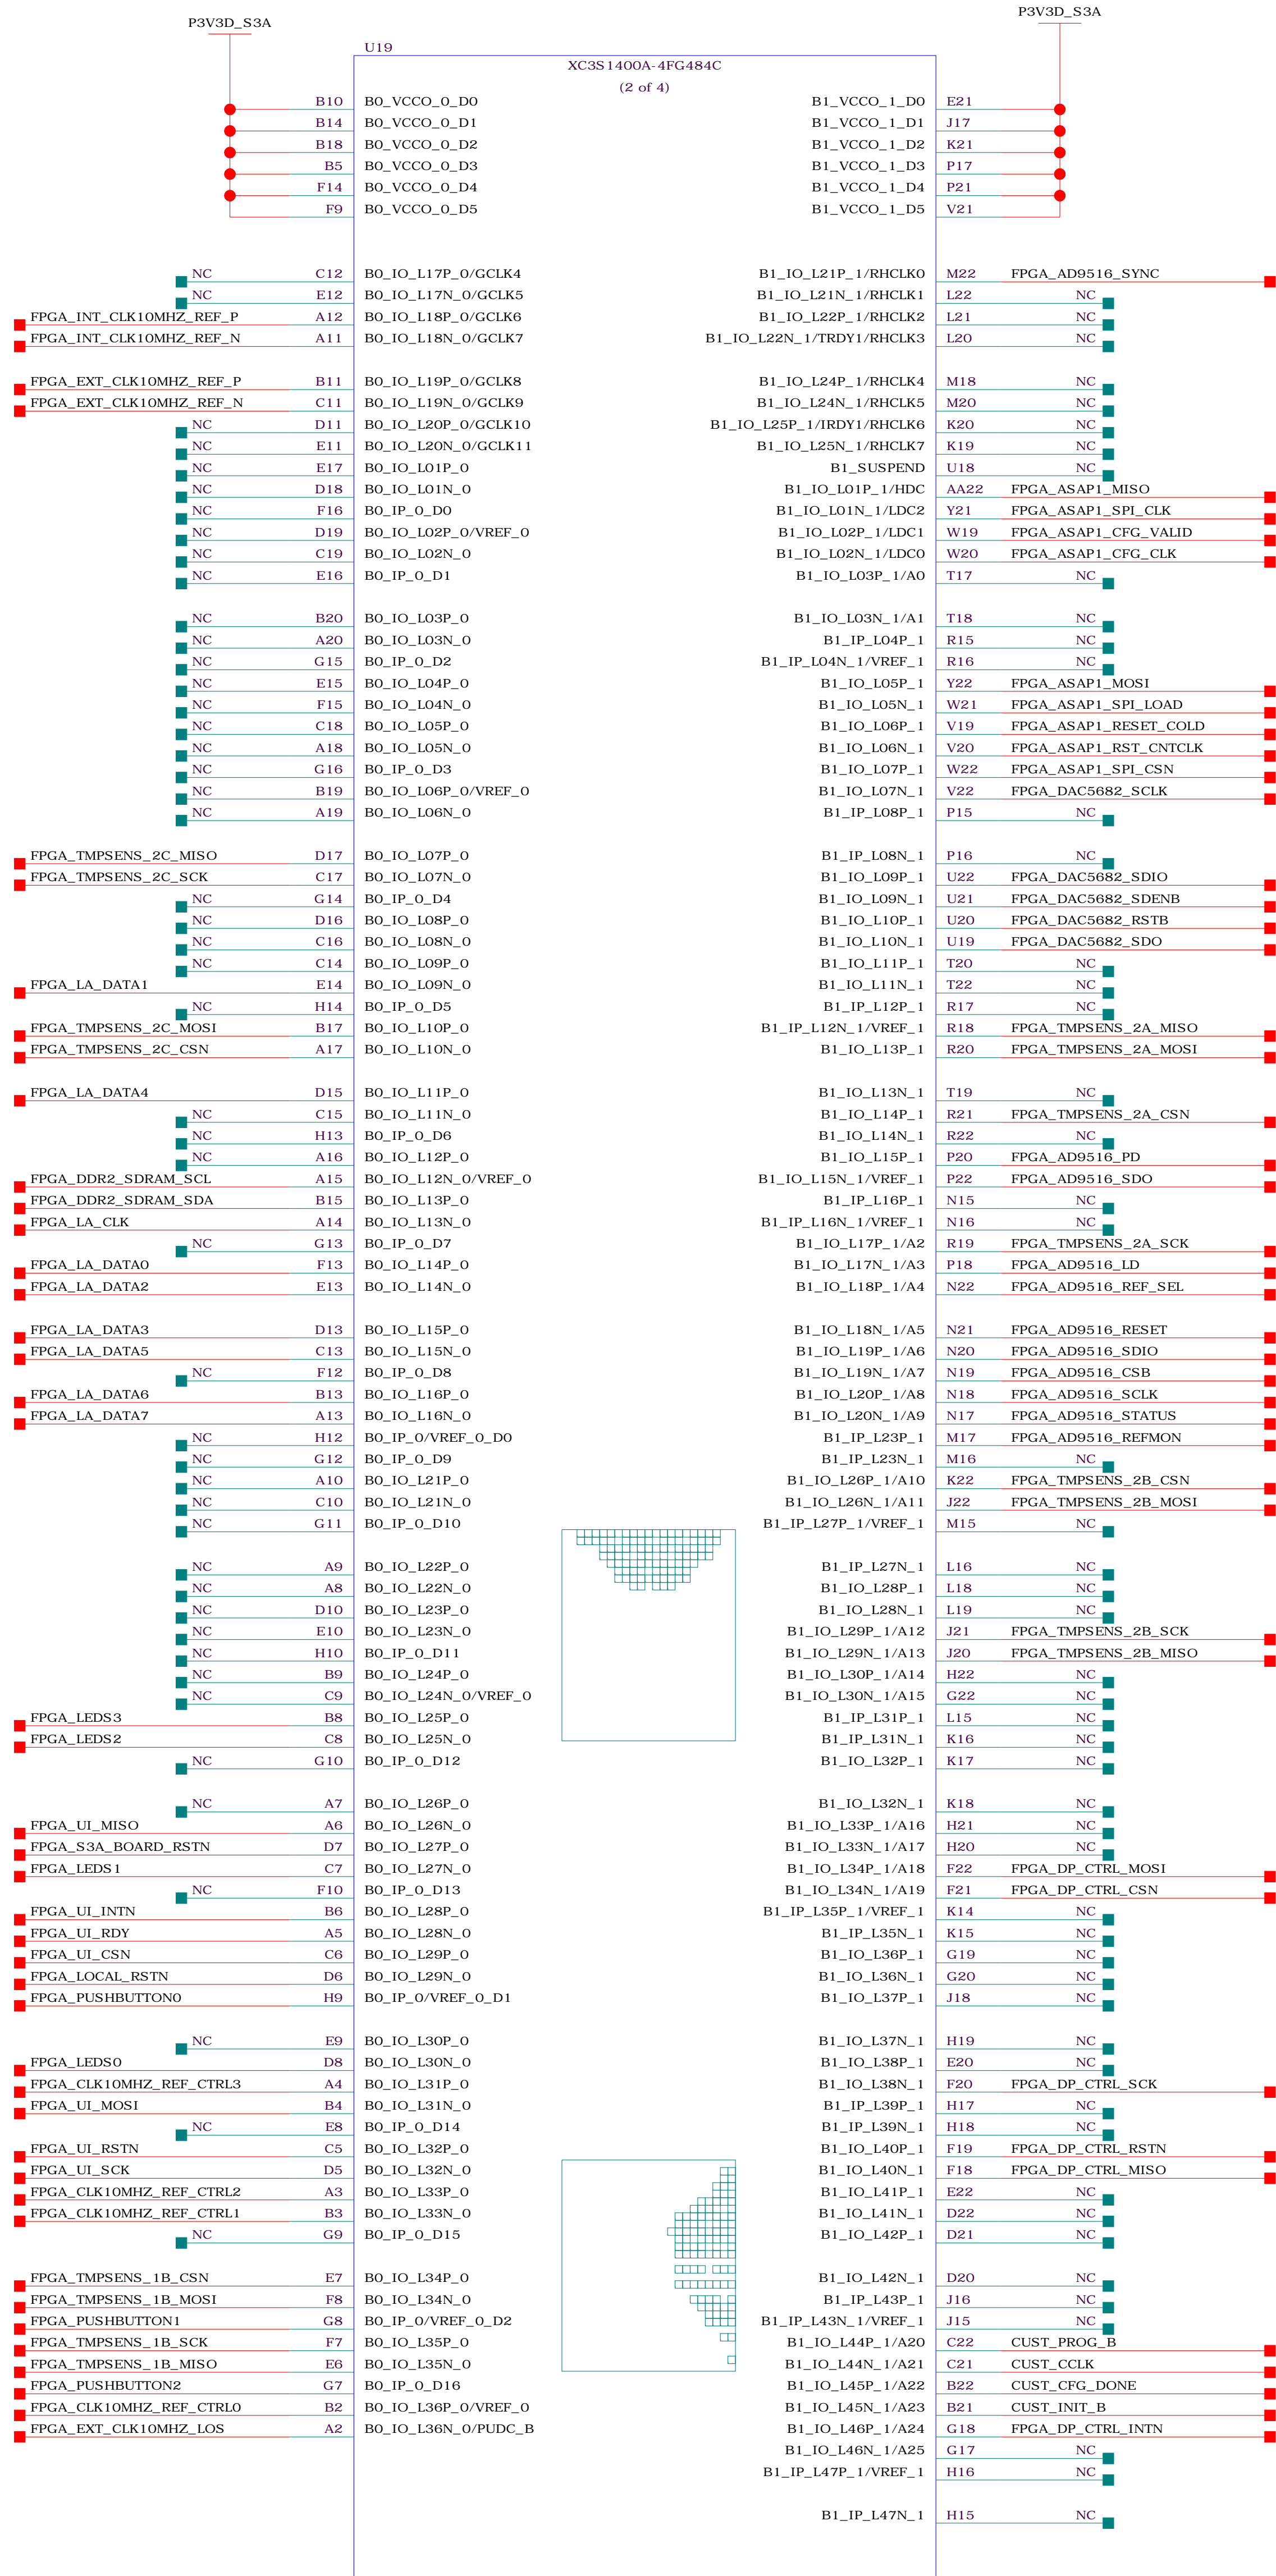 P3V3D_S3A P3V3D_S3A
U19
XC3S1400A-4FG484C
(2 of 4)
B10 B0_VCCO_0_D0 B1_VCCO_1_D0 E21
B14 B0_VCCO_0_D1 B1_VCCO_1_D1 J17
B18 B0_VCCO_0_D2 B1_VCCO_1_D2 K21
B5 B0_VCCO_0_D3 B1_VCCO_1_D3 P17
F14 B0_VCCO_0_D4 B1_VCCO_1_D4 P21
F9 B0_VCCO_0_D5 B1_VCCO_1_D5 V21
NC C12 B0_IO_L17P_0/GCLK4 B1_IO_L21P_1/RHCLK0 M22 FPGA_AD9516_SYNC
NC E12 B0_IO_L17N_0/GCLK5 B1_IO_L21N_1/RHCLK1 L22 NC
FPGA_INT_CLK10MHZ_REF_P A12 B0_IO_L18P_0/GCLK6 B1_IO_L22P_1/RHCLK2 L21 NC
FPGA_INT_CLK10MHZ_REF_N A11 B0_IO_L18N_0/GCLK7 B1_IO_L22N_1/TRDY1/RHCLK3 L20 NC
FPGA_EXT_CLK10MHZ_REF_P B11 B0_IO_L19P_0/GCLK8 B1_IO_L24P_1/RHCLK4 M18 NC
FPGA_EXT_CLK10MHZ_REF_N C11 B0_IO_L19N_0/GCLK9 B1_IO_L24N_1/RHCLK5 M20 NC
NC D11 B0_IO_L20P_0/GCLK10 B1_IO_L25P_1/IRDY1/RHCLK6 K20 NC
NC E11 B0_IO_L20N_0/GCLK11 B1_IO_L25N_1/RHCLK7 K19 NC
NC E17 B0_IO_L01P_0 B1_SUSPEND U18 NC
NC D18 B0_IO_L01N_0 B1_IO_L01P_1/HDC AA22 FPGA_ASAP1_MISO
NC F16 B0_IP_0_D0 B1_IO_L01N_1/LDC2 Y21 FPGA_ASAP1_SPI_CLK
NC D19 B0_IO_L02P_0/VREF_0 B1_IO_L02P_1/LDC1 W19 FPGA_ASAP1_CFG_VALID
NC C19 B0_IO_L02N_0 B1_IO_L02N_1/LDC0 W20 FPGA_ASAP1_CFG_CLK
NC E16 B0_IP_0_D1 B1_IO_L03P_1/A0 T17 NC
NC B20 B0_IO_L03P_0 B1_IO_L03N_1/A1 T18 NC
NC A20 B0_IO_L03N_0 B1_IP_L04P_1 R15 NC
NC G15 B0_IP_0_D2 B1_IP_L04N_1/VREF_1 R16 NC
NC E15 B0_IO_L04P_0 B1_IO_L05P_1 Y22 FPGA_ASAP1_MOSI
NC F15 B0_IO_L04N_0 B1_IO_L05N_1 W21 FPGA_ASAP1_SPI_LOAD
NC C18 B0_IO_L05P_0 B1_IO_L06P_1 V19 FPGA_ASAP1_RESET_COLD
NC A18 B0_IO_L05N_0 B1_IO_L06N_1 V20 FPGA_ASAP1_RST_CNTCLK
NC G16 B0_IP_0_D3 B1_IO_L07P_1 W22 FPGA_ASAP1_SPI_CSN
NC B19 B0_IO_L06P_0/VREF_0 B1_IO_L07N_1 V22 FPGA_DAC5682_SCLK
NC A19 B0_IO_L06N_0 B1_IP_L08P_1 P15 NC
FPGA_TMPSENS_2C_MISO D17 B0_IO_L07P_0 B1_IP_L08N_1 P16 NC
FPGA_TMPSENS_2C_SCK C17 B0_IO_L07N_0 B1_IO_L09P_1 U22 FPGA_DAC5682_SDIO
NC G14 B0_IP_0_D4 B1_IO_L09N_1 U21 FPGA_DAC5682_SDENB
NC D16 B0_IO_L08P_0 B1_IO_L10P_1 U20 FPGA_DAC5682_RSTB
NC C16 B0_IO_L08N_0 B1_IO_L10N_1 U19 FPGA_DAC5682_SDO
NC C14 B0_IO_L09P_0 B1_IO_L11P_1 T20 NC
FPGA_LA_DATA1 E14 B0_IO_L09N_0 B1_IO_L11N_1 T22 NC
NC H14 B0_IP_0_D5 B1_IP_L12P_1 R17 NC
FPGA_TMPSENS_2C_MOSI B17 B0_IO_L10P_0 B1_IP_L12N_1/VREF_1 R18 FPGA_TMPSENS_2A_MISO
FPGA_TMPSENS_2C_CSN A17 B0_IO_L10N_0 B1_IO_L13P_1 R20 FPGA_TMPSENS_2A_MOSI
FPGA_LA_DATA4 D15 B0_IO_L11P_0 B1_IO_L13N_1 T19 NC
NC C15 B0_IO_L11N_0 B1_IO_L14P_1 R21 FPGA_TMPSENS_2A_CSN
NC H13 B0_IP_0_D6 B1_IO_L14N_1 R22 NC
NC A16 B0_IO_L12P_0 B1_IO_L15P_1 P20 FPGA_AD9516_PD
FPGA_DDR2_SDRAM_SCL A15 B0_IO_L12N_0/VREF_0 B1_IO_L15N_1/VREF_1 P22 FPGA_AD9516_SDO
FPGA_DDR2_SDRAM_SDA B15 B0_IO_L13P_0 B1_IP_L16P_1 N15 NC
FPGA_LA_CLK A14 B0_IO_L13N_0 B1_IP_L16N_1/VREF_1 N16 NC
NC G13 B0_IP_0_D7 B1_IO_L17P_1/A2 R19 FPGA_TMPSENS_2A_SCK
FPGA_LA_DATA0 F13 B0_IO_L14P_0 B1_IO_L17N_1/A3 P18 FPGA_AD9516_LD
FPGA_LA_DATA2 E13 B0_IO_L14N_0 B1_IO_L18P_1/A4 N22 FPGA_AD9516_REF_SEL
FPGA_LA_DATA3 D13 B0_IO_L15P_0 B1_IO_L18N_1/A5 N21 FPGA_AD9516_RESET
FPGA_LA_DATA5 C13 B0_IO_L15N_0 B1_IO_L19P_1/A6 N20 FPGA_AD9516_SDIO
NC F12 B0_IP_0_D8 B1_IO_L19N_1/A7 N19 FPGA_AD9516_CSB
FPGA_LA_DATA6 B13 B0_IO_L16P_0 B1_IO_L20P_1/A8 N18 FPGA_AD9516_SCLK
FPGA_LA_DATA7 A13 B0_IO_L16N_0 B1_IO_L20N_1/A9 N17 FPGA_AD9516_STATUS
NC H12 B0_IP_0/VREF_0_D0 B1_IP_L23P_1 M17 FPGA_AD9516_REFMON
NC G12 B0_IP_0_D9 B1_IP_L23N_1 M16 NC
NC A10 B0_IO_L21P_0 B1_IO_L26P_1/A10 K22 FPGA_TMPSENS_2B_CSN
NC C10 B0_IO_L21N_0 B1_IO_L26N_1/A11 J22 FPGA_TMPSENS_2B_MOSI
NC G11 B0_IP_0_D10 B1_IP_L27P_1/VREF_1 M15 NC
NC A9 B0_IO_L22P_0 B1_IP_L27N_1 L16 NC
NC A8 B0_IO_L22N_0 B1_IO_L28P_1 L18 NC
NC D10 B0_IO_L23P_0 B1_IO_L28N_1 L19 NC
NC E10 B0_IO_L23N_0 B1_IO_L29P_1/A12 J21 FPGA_TMPSENS_2B_SCK
NC H10 B0_IP_0_D11 B1_IO_L29N_1/A13 J20 FPGA_TMPSENS_2B_MISO
NC B9 B0_IO_L24P_0 B1_IO_L30P_1/A14 H22 NC
NC C9 B0_IO_L24N_0/VREF_0 B1_IO_L30N_1/A15 G22 NC
FPGA_LEDS3 B8 B0_IO_L25P_0 B1_IP_L31P_1 L15 NC
FPGA_LEDS2 C8 B0_IO_L25N_0 B1_IP_L31N_1 K16 NC
NC G10 B0_IP_0_D12 B1_IO_L32P_1 K17 NC
NC A7 B0_IO_L26P_0 B1_IO_L32N_1 K18 NC
FPGA_UI_MISO A6 B0_IO_L26N_0 B1_IO_L33P_1/A16 H21 NC
FPGA_S3A_BOARD_RSTN D7 B0_IO_L27P_0 B1_IO_L33N_1/A17 H20 NC
FPGA_LEDS1 C7 B0_IO_L27N_0 B1_IO_L34P_1/A18 F22 FPGA_DP_CTRL_MOSI
NC F10 B0_IP_0_D13 B1_IO_L34N_1/A19 F21 FPGA_DP_CTRL_CSN
FPGA_UI_INTN B6 B0_IO_L28P_0 B1_IP_L35P_1/VREF_1 K14 NC
FPGA_UI_RDY A5 B0_IO_L28N_0 B1_IP_L35N_1 K15 NC
FPGA_UI_CSN C6 B0_IO_L29P_0 B1_IO_L36P_1 G19 NC
FPGA_LOCAL_RSTN D6 B0_IO_L29N_0 B1_IO_L36N_1 G20 NC
FPGA_PUSHBUTTON0 H9 B0_IP_0/VREF_0_D1 B1_IO_L37P_1 J18 NC
NC E9 B0_IO_L30P_0 B1_IO_L37N_1 H19 NC
FPGA_LEDS0 D8 B0_IO_L30N_0 B1_IO_L38P_1 E20 NC
FPGA_CLK10MHZ_REF_CTRL3 A4 B0_IO_L31P_0 B1_IO_L38N_1 F20 FPGA_DP_CTRL_SCK
FPGA_UI_MOSI B4 B0_IO_L31N_0 B1_IP_L39P_1 H17 NC
NC E8 B0_IP_0_D14 B1_IP_L39N_1 H18 NC
FPGA_UI_RSTN C5 B0_IO_L32P_0 B1_IO_L40P_1 F19 FPGA_DP_CTRL_RSTN
FPGA_UI_SCK D5 B0_IO_L32N_0 B1_IO_L40N_1 F18 FPGA_DP_CTRL_MISO
FPGA_CLK10MHZ_REF_CTRL2 A3 B0_IO_L33P_0 B1_IO_L41P_1 E22 NC
FPGA_CLK10MHZ_REF_CTRL1 B3 B0_IO_L33N_0 B1_IO_L41N_1 D22 NC
NC G9 B0_IP_0_D15 B1_IO_L42P_1 D21 NC
FPGA_TMPSENS_1B_CSN E7 B0_IO_L34P_0 B1_IO_L42N_1 D20 NC
FPGA_TMPSENS_1B_MOSI F8 B0_IO_L34N_0 B1_IP_L43P_1 J16 NC
FPGA_PUSHBUTTON1 G8 B0_IP_0/VREF_0_D2 B1_IP_L43N_1/VREF_1 J15 NC
FPGA_TMPSENS_1B_SCK F7 B0_IO_L35P_0 B1_IO_L44P_1/A20 C22 CUST_PROG_B
FPGA_TMPSENS_1B_MISO E6 B0_IO_L35N_0 B1_IO_L44N_1/A21 C21 CUST_CCLK
FPGA_PUSHBUTTON2 G7 B0_IP_0_D16 B1_IO_L45P_1/A22 B22 CUST_CFG_DONE
FPGA_CLK10MHZ_REF_CTRL0 B2 B0_IO_L36P_0/VREF_0 B1_IO_L45N_1/A23 B21 CUST_INIT_B
FPGA_EXT_CLK10MHZ_LOS A2 B0_IO_L36N_0/PUDC_B B1_IO_L46P_1/A24 G18 FPGA_DP_CTRL_INTN
B1_IO_L46N_1/A25 G17 NC
B1_IP_L47P_1/VREF_1 H16 NC
B1_IP_L47N_1 H15 NC